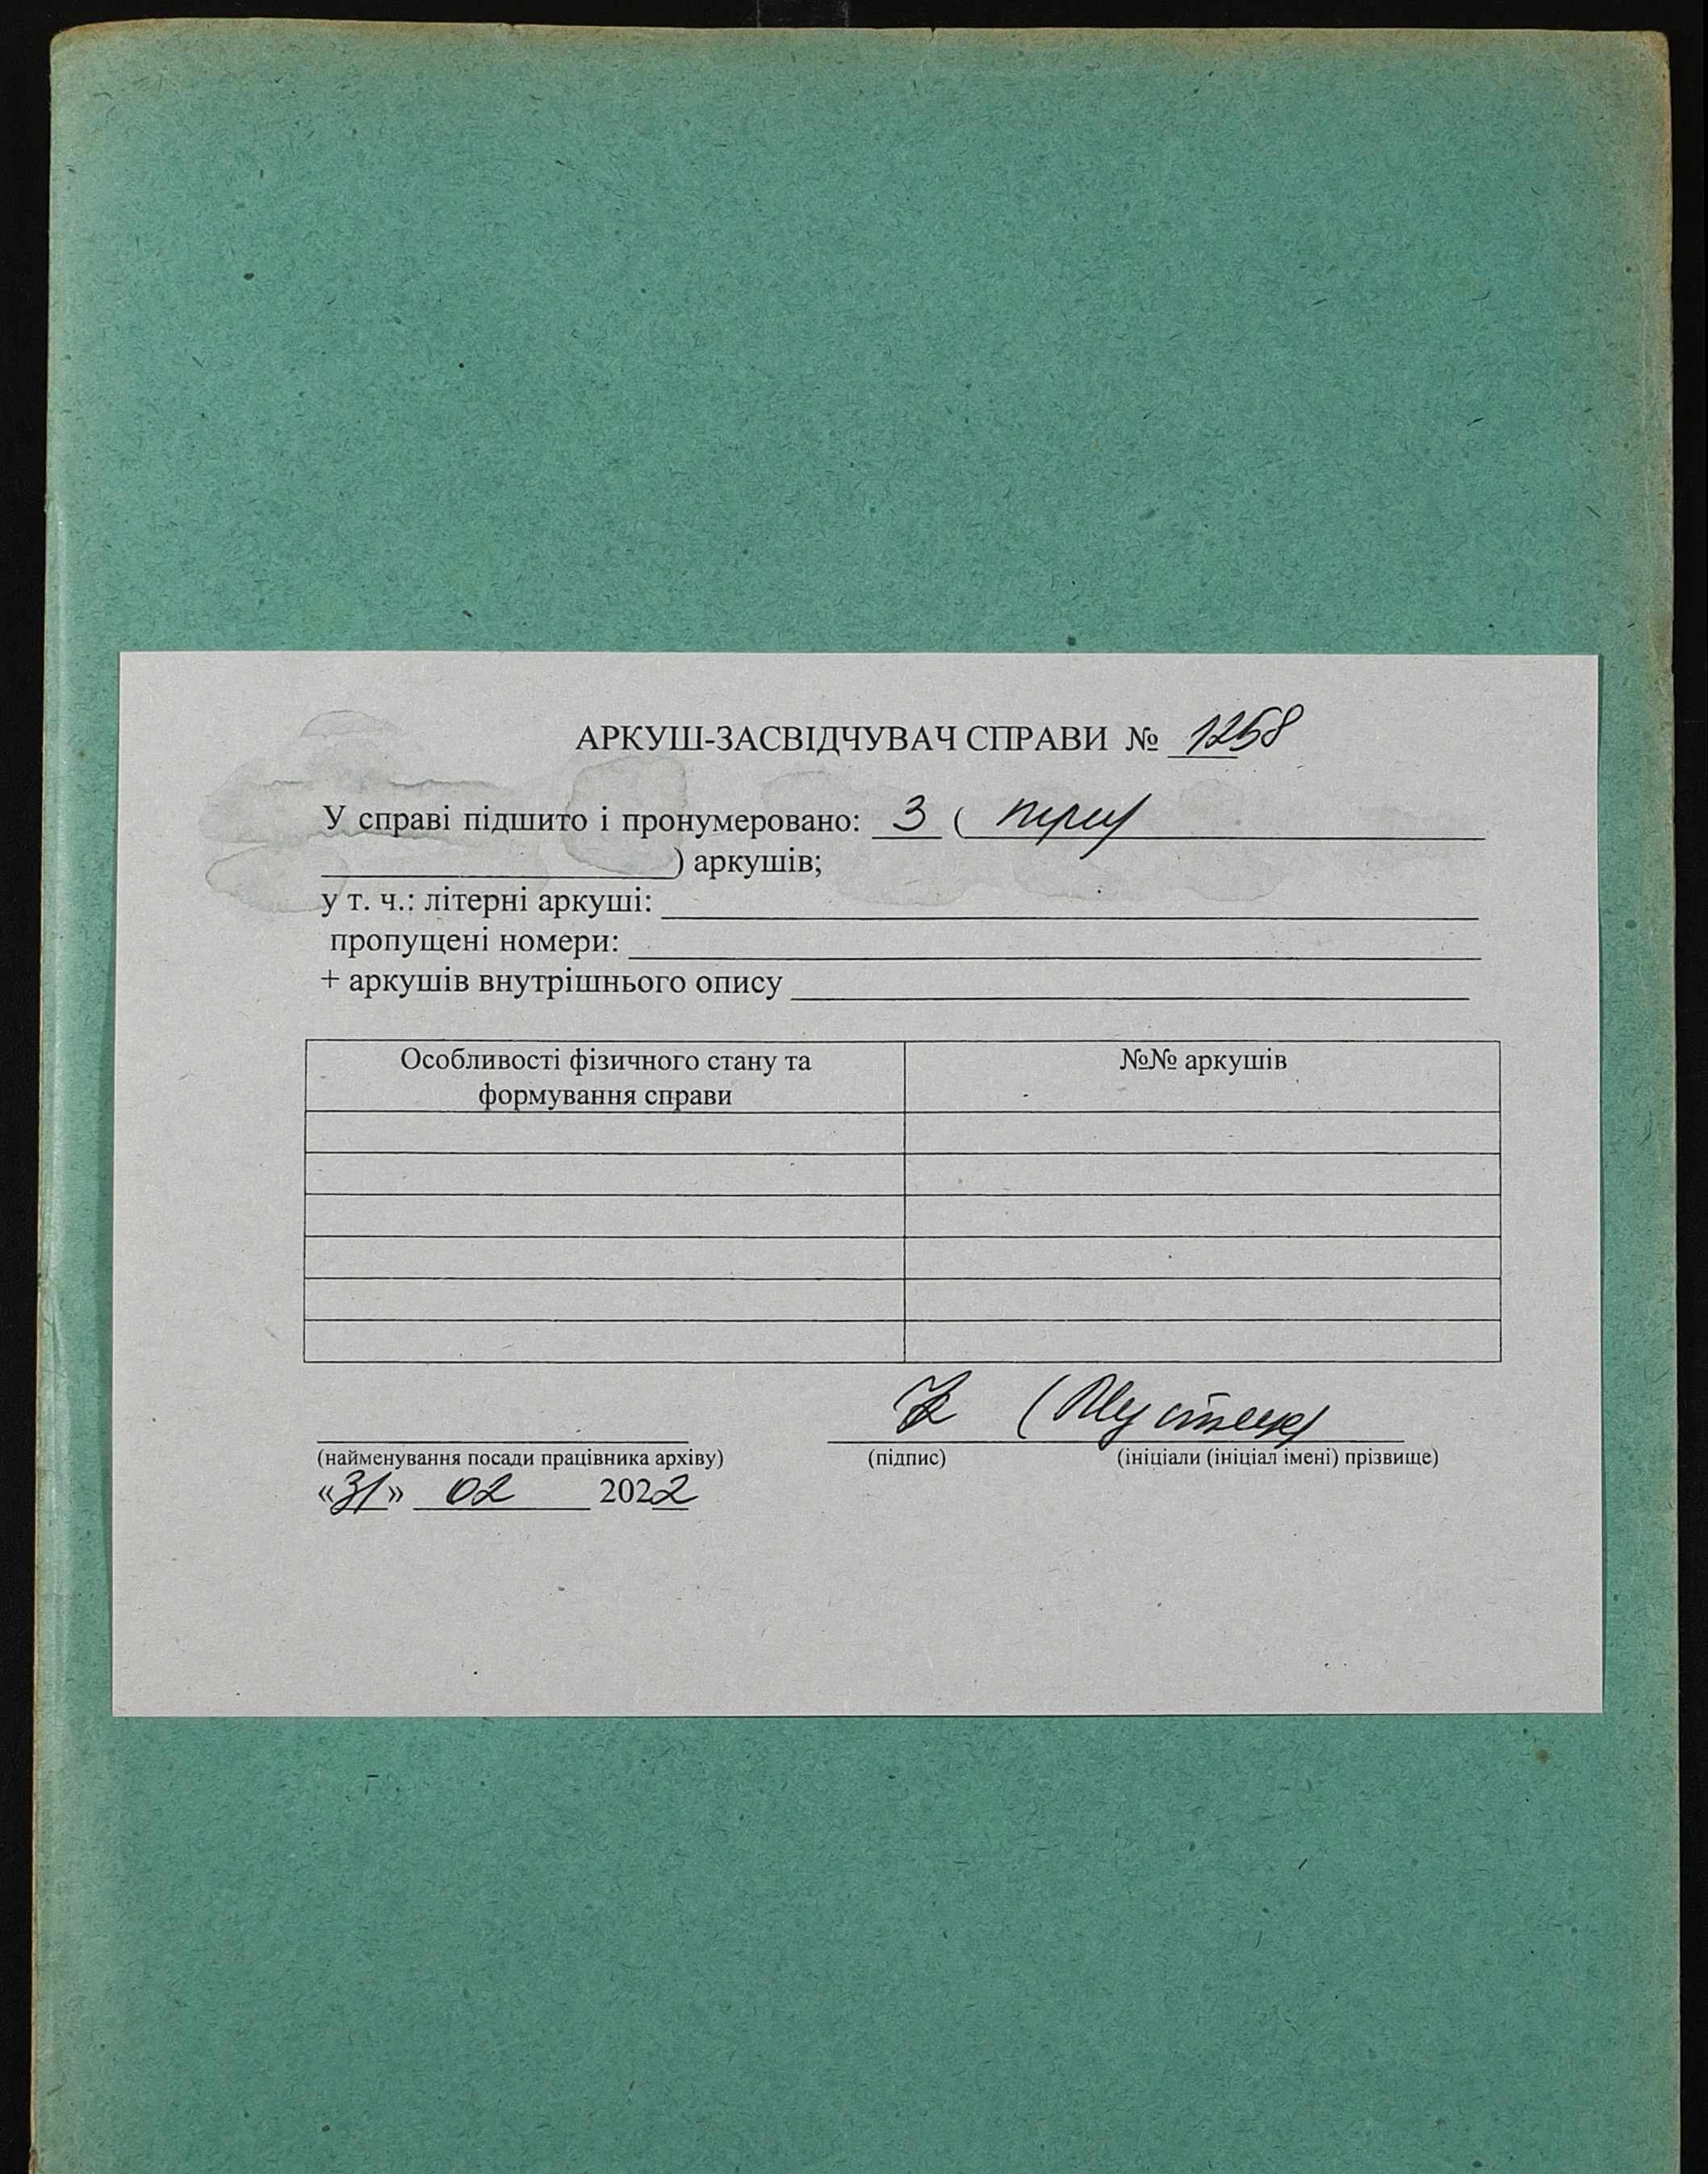 АРКУШ-ЗАСВІДЧУВАЧ СПРАВИ № 1258
У справі підшито і пронумеровано: 3 ( три
) аркушів;
у т. ч.: літерні аркуші:
пропущені номери:
+ аркушів внутрішнього опису
Особливості фізичного стану та формування справи
№№ аркушів
(найменування посади працівника архіву) (підпис) (ініціали (ініціал імені) прізвище)
«31» 02 2022